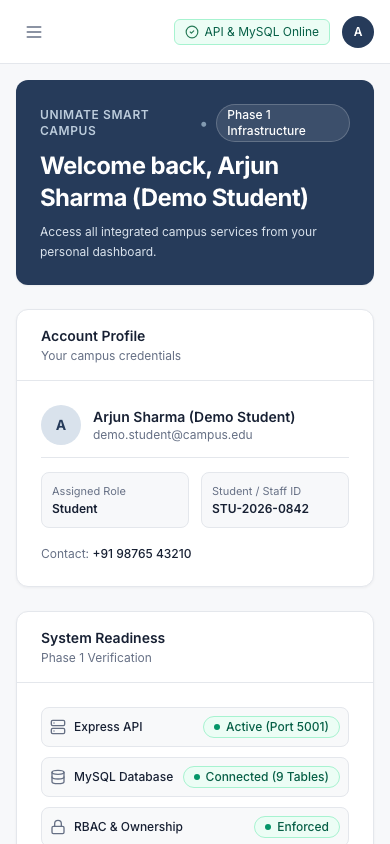 API & MySQL Online
A
UNIMATE SMART
CAMPUS
•
Phase 1
Infrastructure
Welcome back, Arjun
Sharma (Demo Student)
Access all integrated campus services from your
personal dashboard.
Account Profile
Your campus credentials
A
Arjun Sharma (Demo Student)
demo.student@campus.edu
Assigned Role
Student
Student / Staff ID
STU-2026-0842
Contact: +91 98765 43210
System Readiness
Phase 1 Verification
Express API
Active (Port 5001)
MySQL Database
Connected (9 Tables)
RBAC & Ownership
Enforced